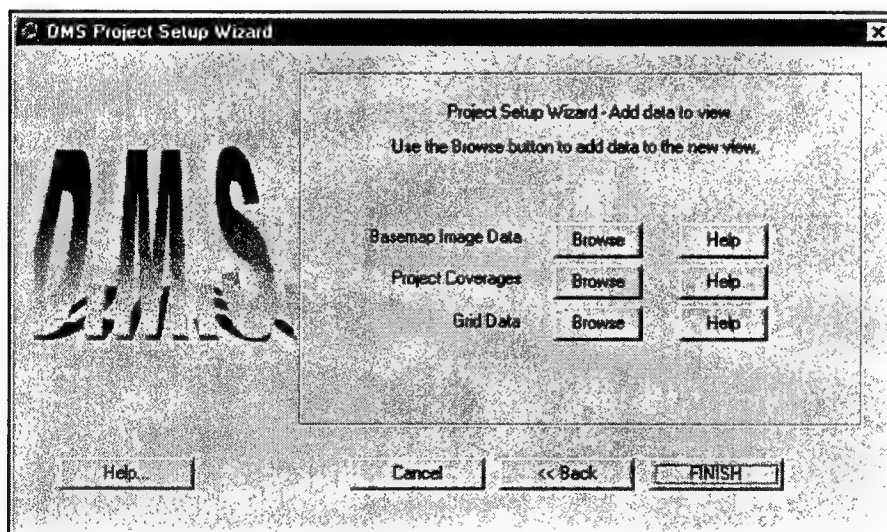 DMS Project Setup Wizard
DMS
Project Setup Wizard - Add data to view
Use the Browse button to add data to the new view.
Basemap Image Data Browse Help
Project Coverages Browse Help
Grid Data Browse Help
Help... Cancel << Back FINISH